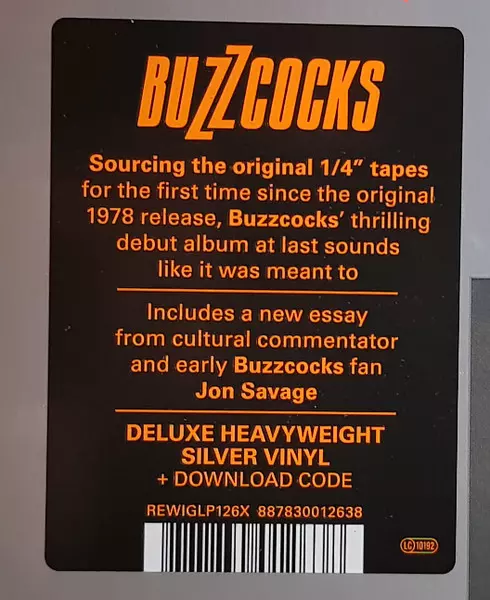 BUZZCOCKS
Sourcing the original 1/4” tapes
for the first time since the original
1978 release, Buzzcocks’ thrilling
debut album at last sounds
like it was meant to
Includes a new essay
from cultural commentator
and early Buzzcocks fan
Jon Savage
DELUXE HEAVYWEIGHT
SILVER VINYL
+ DOWNLOAD CODE
REWIGLP126X 887830012638
LC 10192